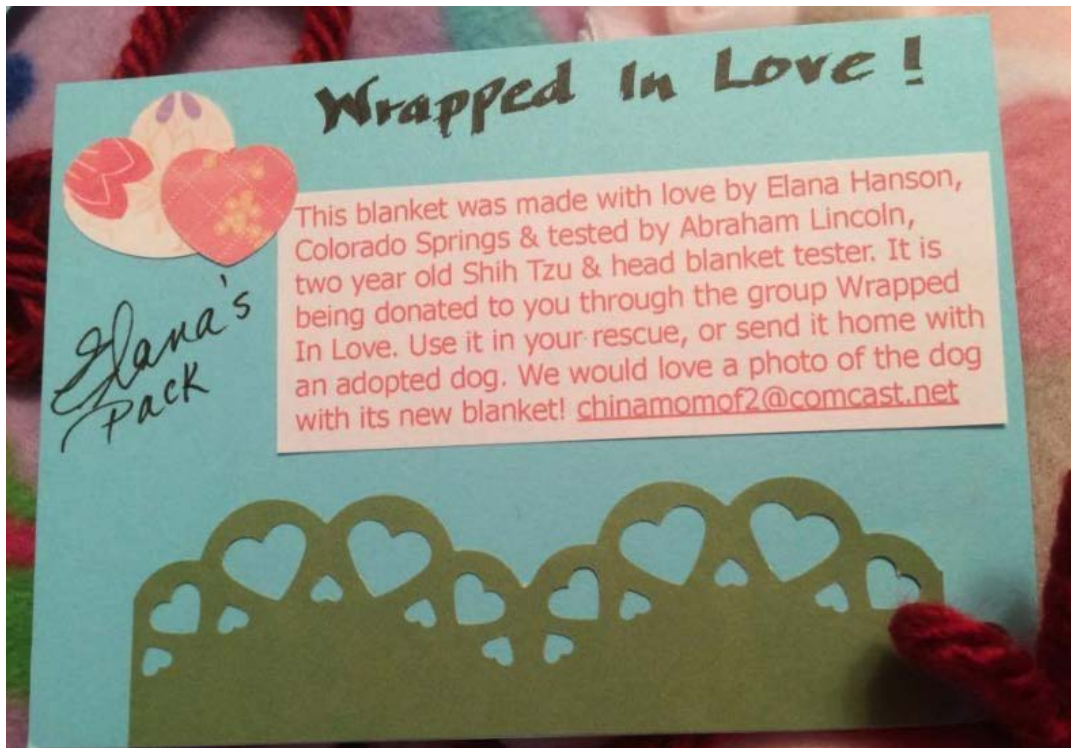 Wrapped In Love!
This blanket was made with love by Elana Hanson,
Colorado Springs & tested by Abraham Lincoln,
two year old Shih Tzu & head blanket tester. It is
being donated to you through the group Wrapped
In Love. Use it in your rescue, or send it home with
an adopted dog. We would love a photo of the dog
with its new blanket! chinamomof2@comcast.net
Elana's
Pack